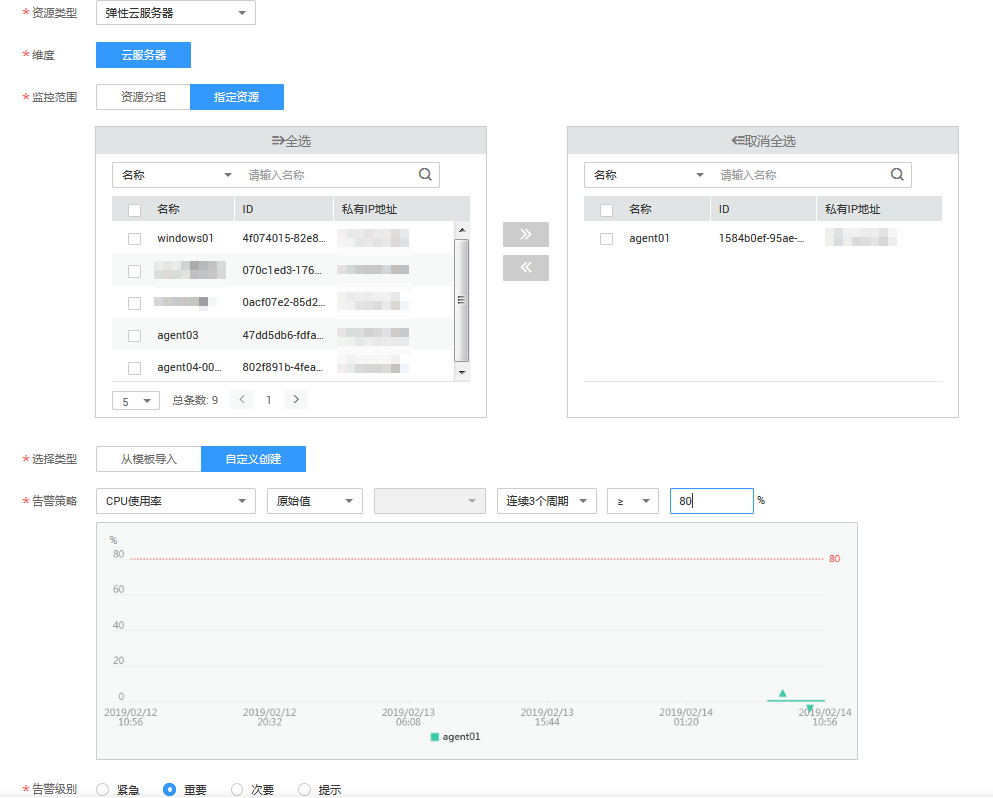 * 资源类型 弹性云服务器
* 维度 云服务器
* 监控范围 资源分组 指定资源
全选 取消全选
名称 请输入名称 名称 请输入名称
名称 ID 私有IP地址 名称 ID 私有IP地址
windows01 4f074015-82e8... agent01 1584b0ef-95ae-...
070c1ed3-176...
0acf07e2-85d2...
agent03 47dd5db6-fdfa...
agent04-00... 802f891b-4fea...
5 总条数: 9 < 1 >
* 选择类型 从模板导入 自定义创建
* 告警策略 CPU使用率 原始值 连续3个周期 ≥ 80 %
%
80 80
60
40
20
0
2019/02/12 2019/02/12 2019/02/13 2019/02/13 2019/02/14 2019/02/14
10:56 20:32 06:08 15:44 01:20 10:56
agent01
* 告警级别 紧急 重要 次要 提示